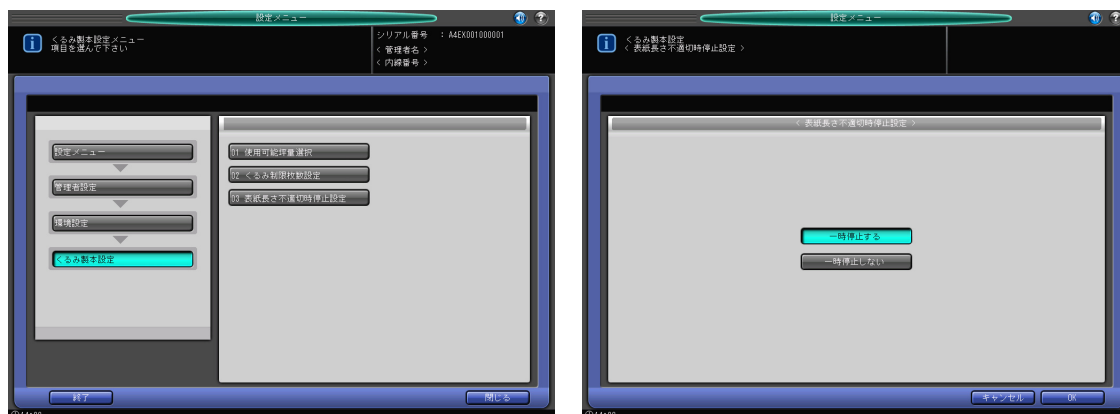 設定メニュー
くるみ製本設定メニュー
項目を選んで下さい
シリアル番号 : A4EX001000001
< 管理者名 >
< 内線番号 >
設定メニュー
管理者設定
環境設定
くるみ製本設定
01 使用可能坪量選択
02 くるみ制限枚数設定
03 表紙長さ不適切時停止設定
終了
閉じる
設定メニュー
くるみ製本設定
< 表紙長さ不適切時停止設定 >
< 表紙長さ不適切時停止設定 >
一時停止する
一時停止しない
キャンセル
OK